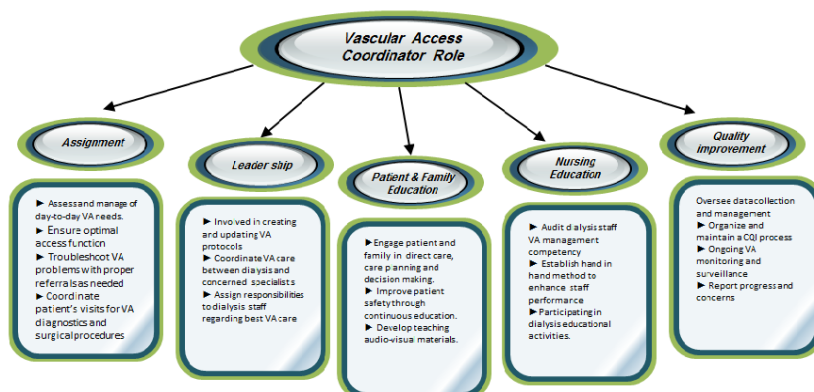 Vascular Access
Coordinator Role
Assignment
► Assess and manage of
day-to-day VA needs.
► Ensure optimal
access function
► Troubleshoot VA
problems with proper
referrals as needed
► Coordinate
patient's visits for VA
diagnostics and
surgical procedures
Leader ship
► Involved in creating
and updating VA
protocols
► Coordinate VA care
between dialysis and
concerned specialists
► Assign responsibilities
to dialysis staff
regarding best VA care
Patient & Family
Education
►Engage patient and
family in direct care,
care planning and
decision making.
► Improve patient
safety through
continuous education.
► Develop teaching
audio-visual materials.
Nursing
Education
► Audit dialysis staff
VA management
competency
► Establish hand in
hand method to
enhance staff
performance
►Participating in
dialysis educational
activities.
Quality
improvement
Oversee data collection
and management
► Organize and
maintain a CQI process
► Ongoing VA
monitoring and
surveillance
► Report progress and
concerns